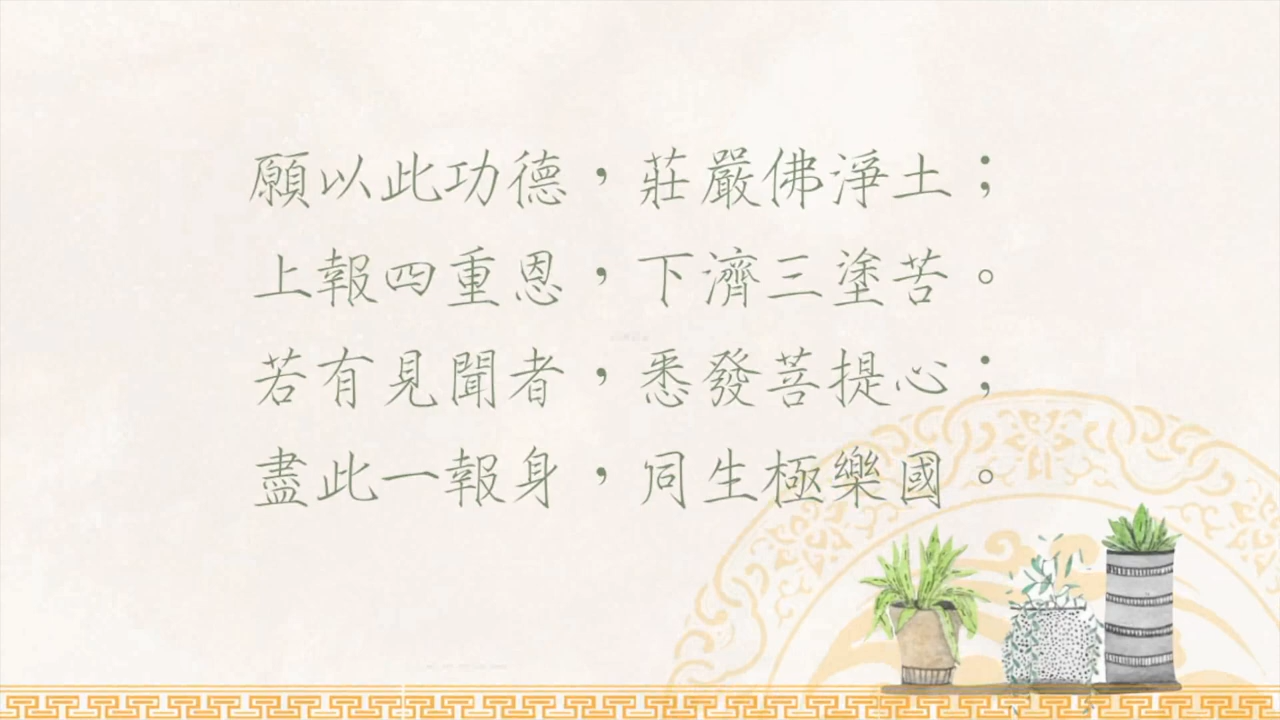 願以此功德，莊嚴佛淨土；
上報四重恩，下濟三塗苦。
若有見聞者，悉發菩提心；
盡此一報身，同生極樂國。